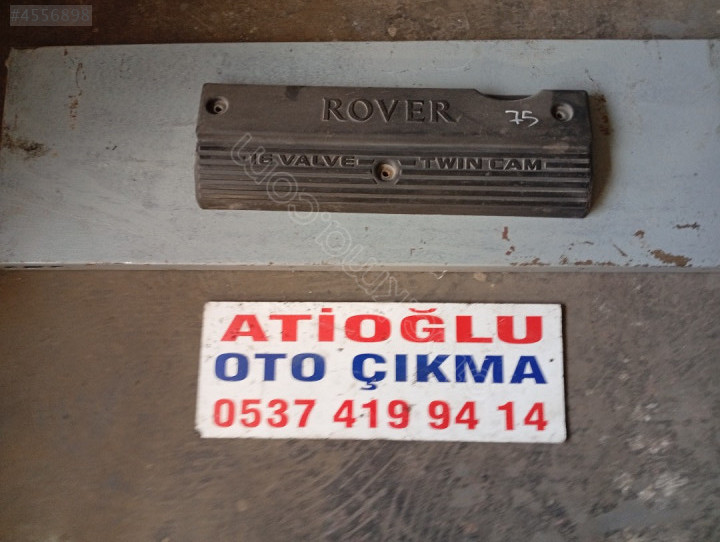 #4556898
ROVER
75
16 VALVE TWIN CAM
ATİOĞLU
OTO ÇIKMA
0537 419 94 14